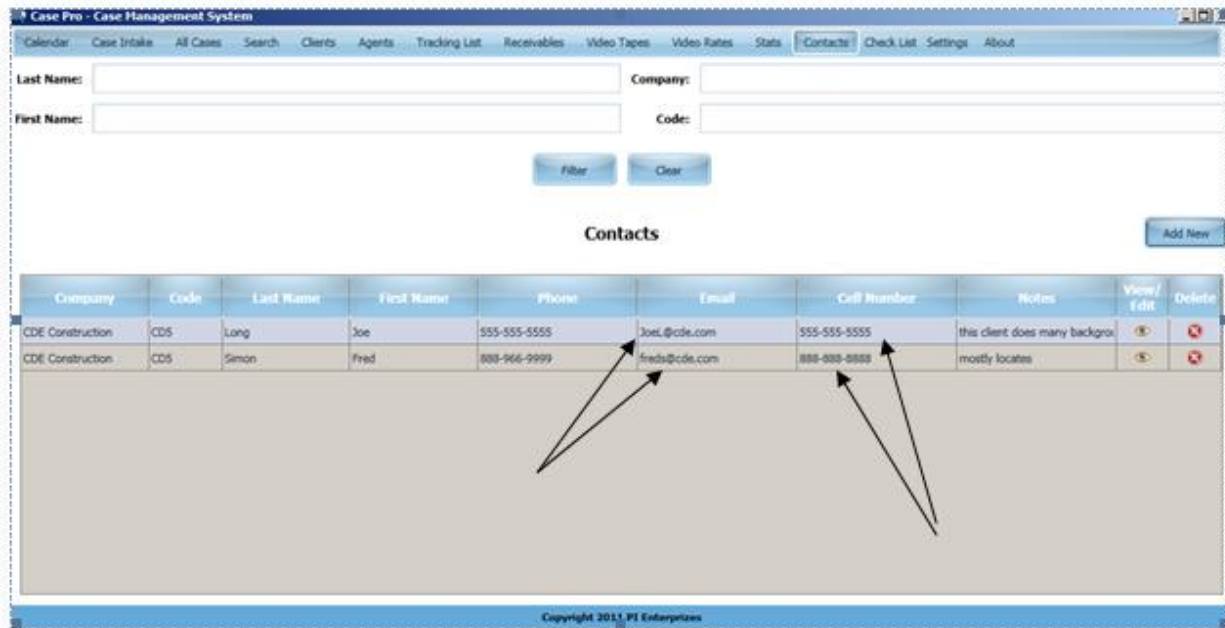 Case Pro - Case Management System
Calendar Case Intake All Cases Search Clients Agents Tracking List Receivables Video Tapes Video Rates Stats Contacts Check List Settings About
Last Name: Company:
First Name: Code:
Filter Clear
Contacts Add New
Company Code Last Name First Name Phone Email Cell Number Notes View/ Edit Delete
CDE Construction CD5 Long Joe 555-555-5555 JoeL@cde.com 555-555-5555 this client does many backgrou
CDE Construction CD5 Simon Fred 888-966-9999 freds@cde.com 888-888-8888 mostly locates
Copyright 2011 PI Enterprizes